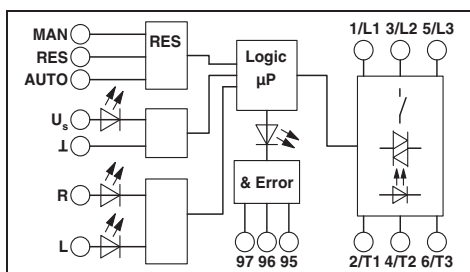 MAN
RES
AUTO
RES
Us
⊥
R
L
Logic
µP
& Error
97 96 95
1/L1 3/L2 5/L3
2/T1 4/T2 6/T3